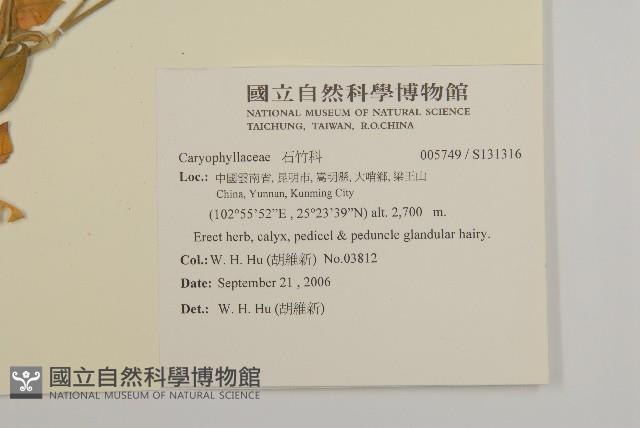 國立自然科學博物館
NATIONAL MUSEUM OF NATURAL SCIENCE
TAICHUNG, TAIWAN, R.O.CHINA
Caryophyllaceae 石竹科 005749 / S131316
Loc.: 中國雲南省, 昆明市, 嵩明縣, 大哨鄉, 梁王山
China, Yunnan, Kunming City
(102°55'52"E , 25°23'39"N) alt. 2,700 m.
Erect herb, calyx, pedicel & peduncle glandular hairy.
Col.: W. H. Hu (胡維新) No.03812
Date: September 21 , 2006
Det.: W. H. Hu (胡維新)
國立自然科學博物館
NATIONAL MUSEUM OF NATURAL SCIENCE